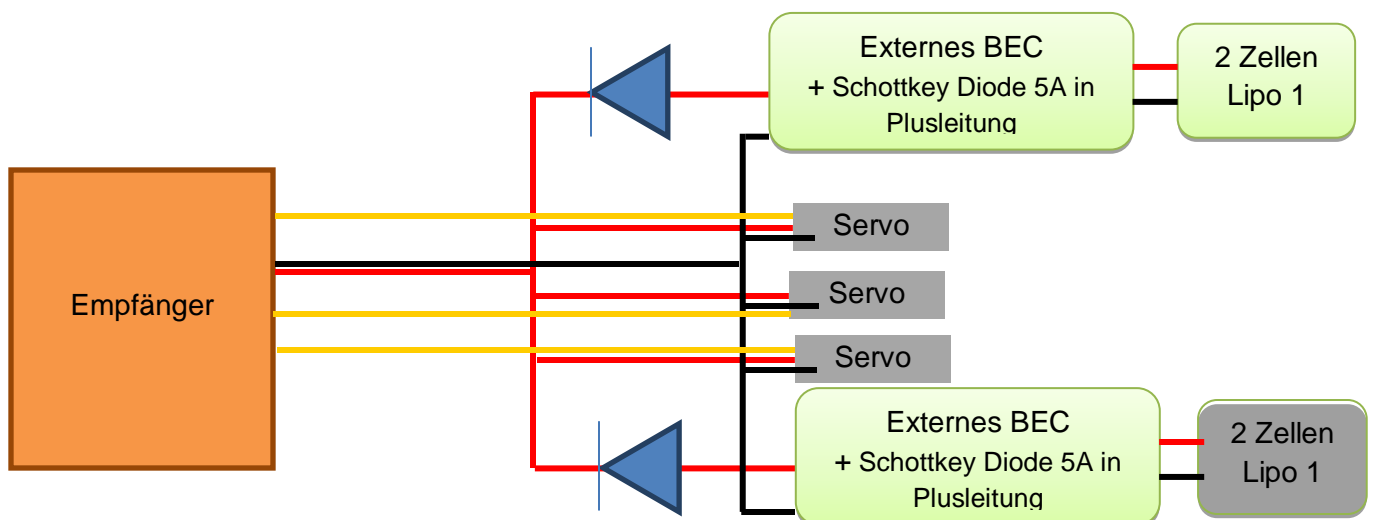 Externes BEC
+ Schottkey Diode 5A in
Plusleitung
2 Zellen
Lipo 1
Servo
Empfänger
Servo
Servo
Externes BEC
+ Schottkey Diode 5A in
Plusleitung
2 Zellen
Lipo 1